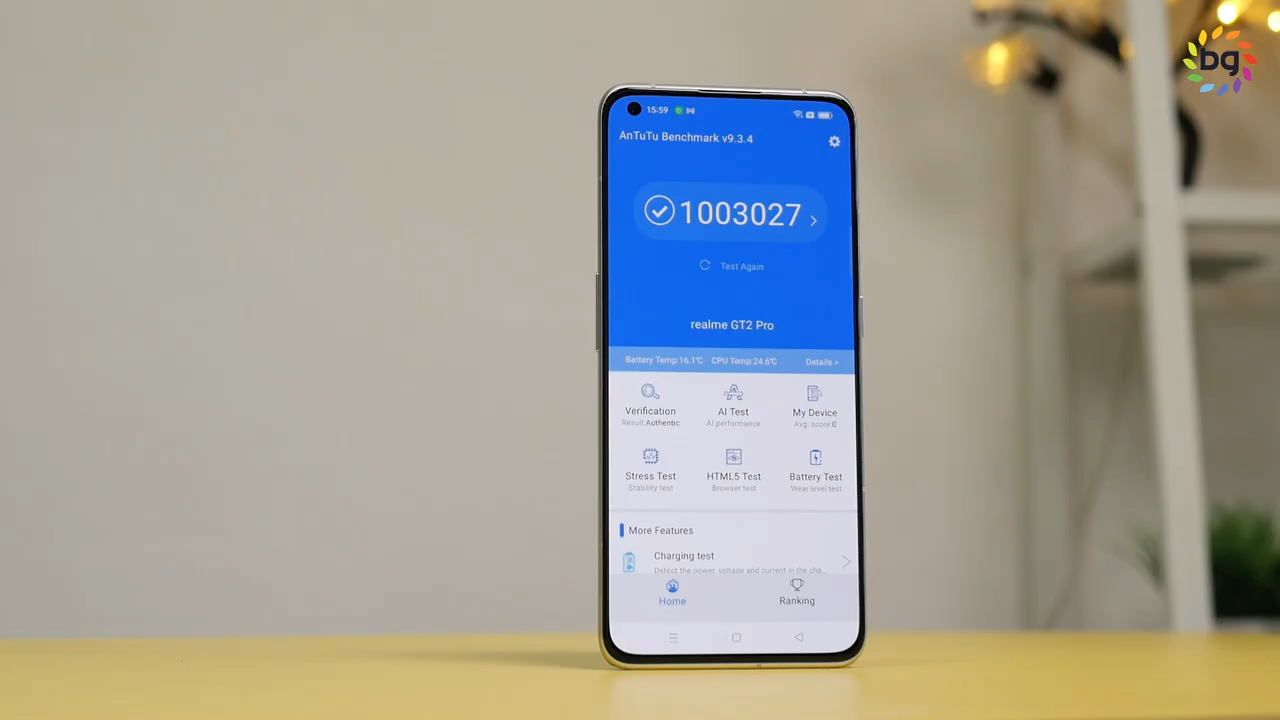 bg
15:59
AnTuTu Benchmark v9.3.4
1003027 >
Test Again
realme GT2 Pro
Battery Temp:16.1℃ CPU Temp:24.6℃ Details >
Verification AI Test My Device
Result Authentic AI performance Avg. score:0
Stress Test HTML5 Test Battery Test
Stability test Browser test Wear level test
More Features
Charging test
Detect the power, voltage and current in the cha...
Home Ranking